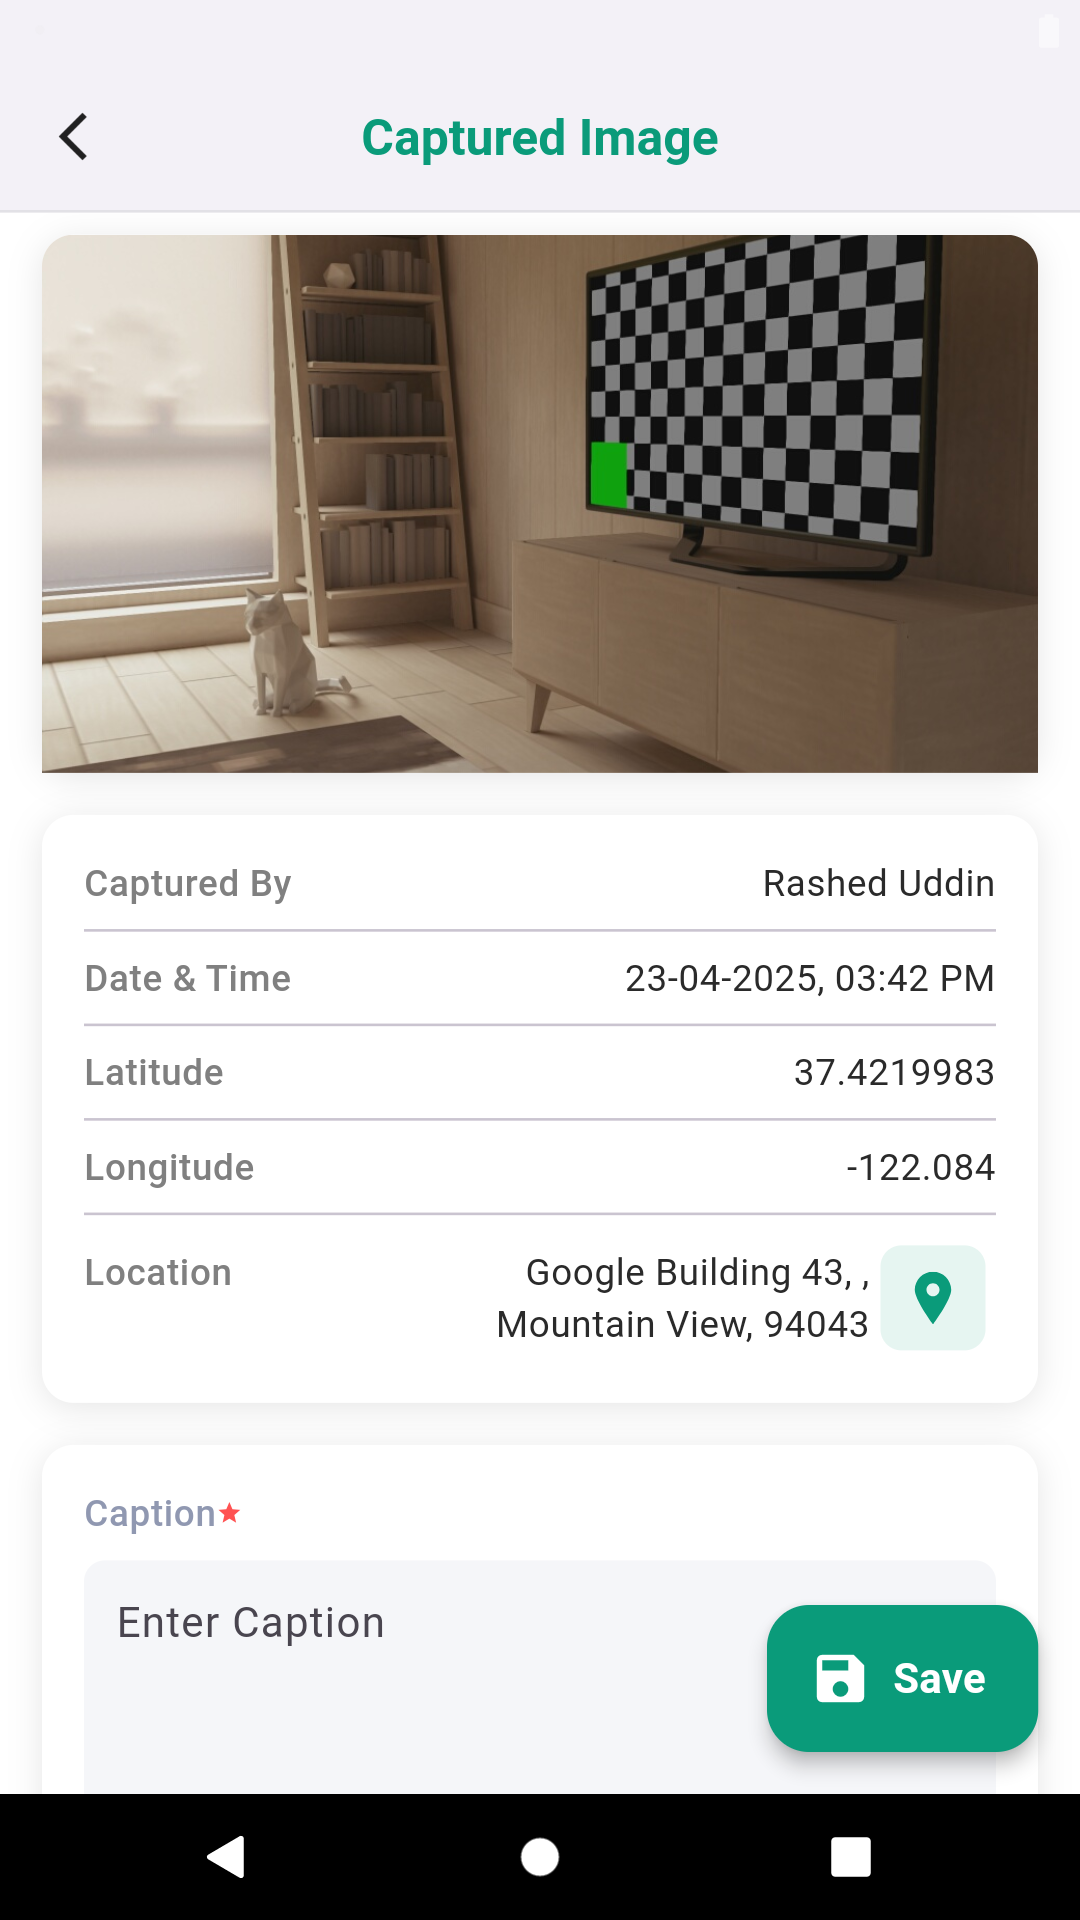 Captured Image
Captured By
Rashed Uddin
Date & Time
23-04-2025, 03:42 PM
Latitude
37.4219983
Longitude
-122.084
Location
Google Building 43, ,
Mountain View, 94043
Caption
Enter Caption
Save